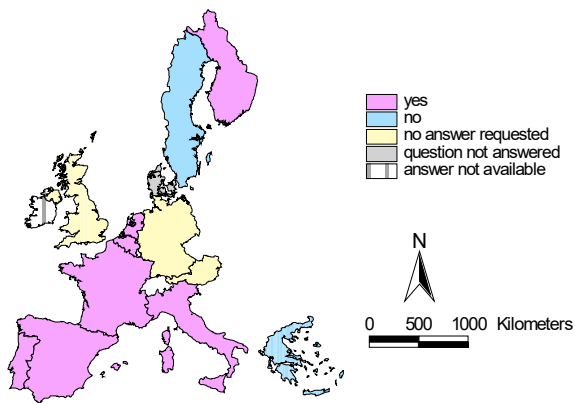 yes
no
no answer requested
question not answered
answer not available
N
0 500 1000 Kilometers